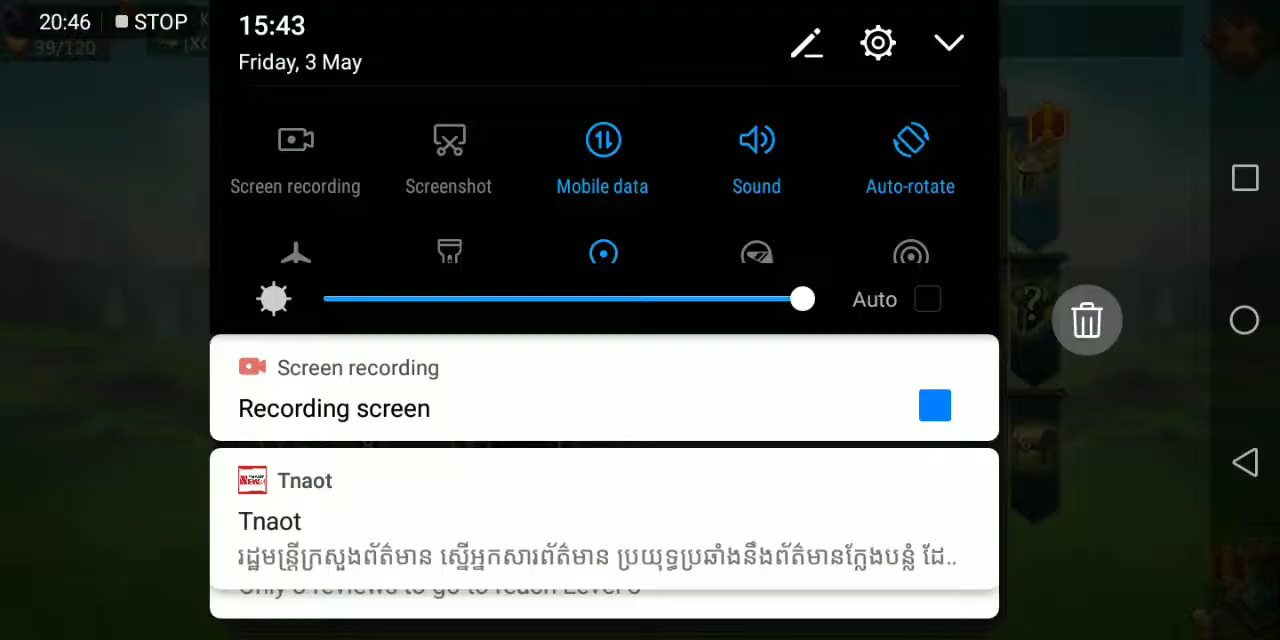 20:46
STOP
39/120
15:43
Friday, 3 May
Screen recording
Screenshot
Mobile data
Sound
Auto-rotate
Auto
Screen recording
Recording screen
Tnaot
Tnaot
រដ្ឋមន្ត្រីក្រសួងព័ត៌មាន ស្នើអ្នកសារព័ត៌មាន ប្រយុទ្ធប្រឆាំងនឹងព័ត៌មានក្លែងបន្លំ ដែ..